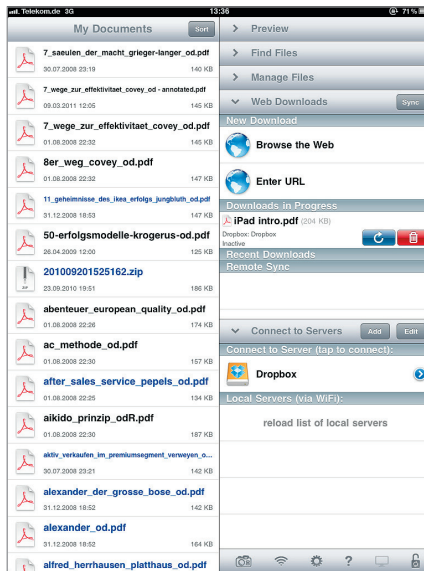 Telekom.de 3G
13:36
71 %
My Documents
Sort
7_saeulen_der_macht_grieger-langer_od.pdf
30.07.2008 23:19
140 KB
7_wege_zur_effektivitaet_covey_od - annotated.pdf
09.03.2011 12:05
145 KB
7_wege_zur_effektivitaet_covey_od.pdf
01.08.2008 22:32
145 KB
8er_weg_covey_od.pdf
01.08.2008 22:32
147 KB
11_geheimnisse_des_ikea_erfolgs_jungbluth_od.pdf
31.12.2008 18:53
147 KB
50-erfolgsmodelle-krogerus-od.pdf
26.04.2009 12:00
125 KB
ZIP
201009201525162.zip
23.09.2010 19:51
186 KB
abenteuer_european_quality_od.pdf
01.08.2008 22:26
174 KB
ac_methode_od.pdf
01.08.2008 22:30
157 KB
after_sales_service_pepels_od.pdf
01.08.2008 22:25
134 KB
aikido_prinzip_odR.pdf
01.08.2008 22:30
187 KB
aktiv_verkaufen_im_premiumsegment_verweyen_o...
30.07.2008 23:21
142 KB
alexander_der_grosse_bose_od.pdf
31.12.2008 18:52
142 KB
alexander_od.pdf
31.12.2008 18:52
164 KB
alfred_herrhausen_platthaus_od.pdf
Preview
Find Files
Manage Files
Web Downloads
Sync
New Download
Browse the Web
Enter URL
Downloads in Progress
iPad intro.pdf (204 KB)
Dropbox: Dropbox
Inactive
Recent Downloads
Remote Sync
Connect to Servers
Add
Edit
Connect to Server (tap to connect):
Dropbox
Local Servers (via WiFi):
reload list of local servers
?